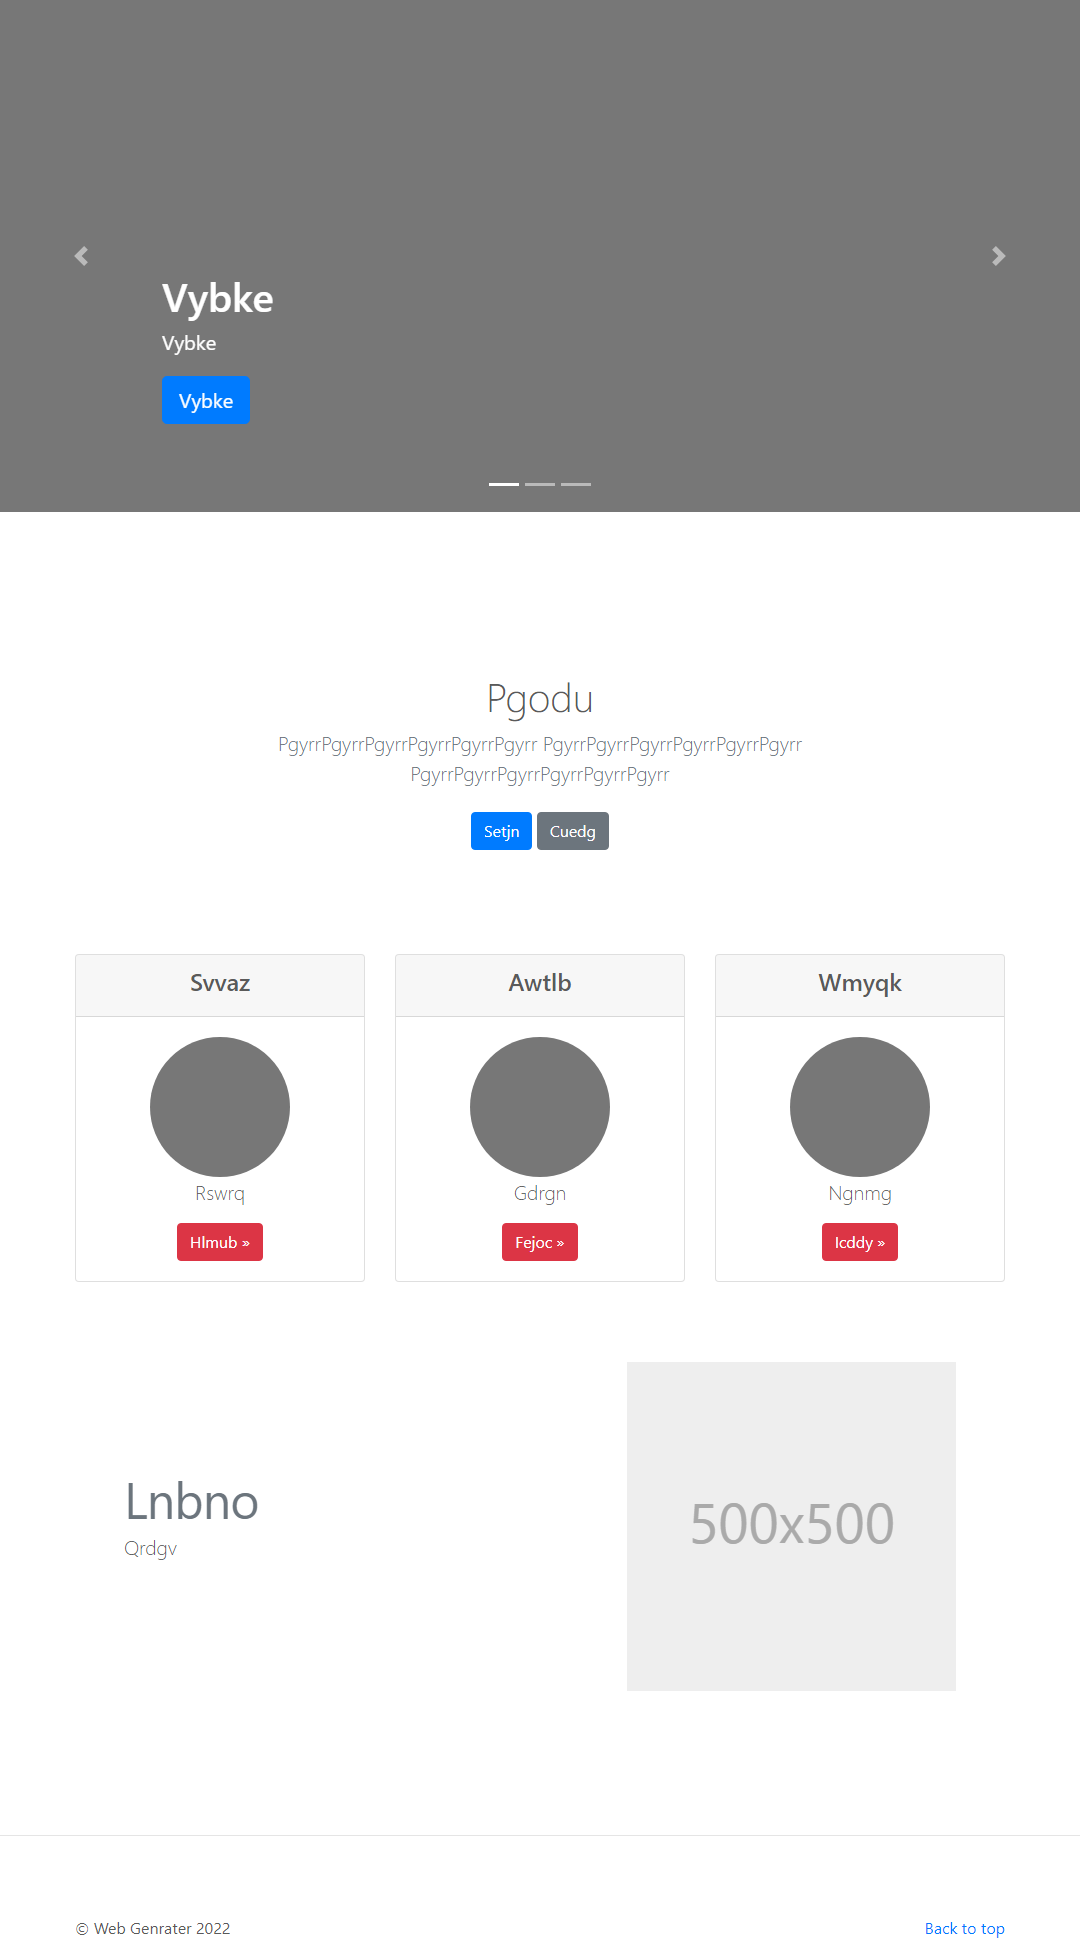 Vybke
Vybke
Vybke
Pgodu
PgyrrPgyrrPgyrrPgyrrPgyrrPgyrr PgyrrPgyrrPgyrrPgyrrPgyrrPgyrr
PgyrrPgyrrPgyrrPgyrrPgyrrPgyrr
Setjn Cuedg
Svvaz
Rswrq
Hlmub »
Awtlb
Gdrgn
Fejoc »
Wmyqk
Ngnmg
Icddy »
Lnbno
Qrdgv
500x500
© Web Genrater 2022
Back to top